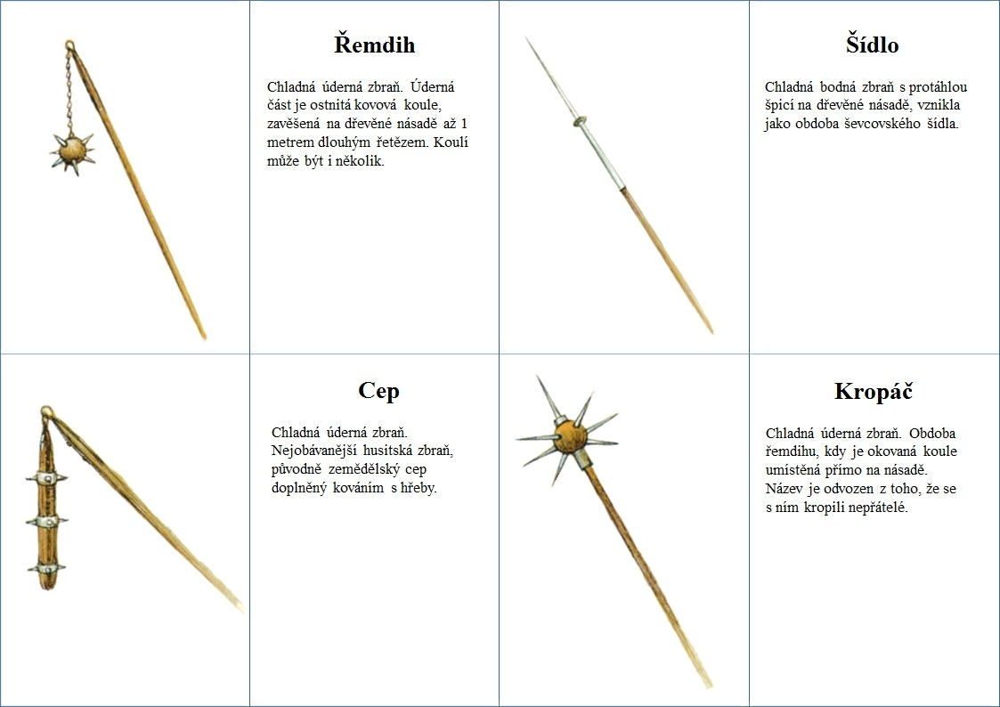 Řemdih
Chladná úderná zbraň. Úderná
část je ostnitá kovová koule,
zavěšená na dřevěné násadě až 1
metrem dlouhým řetězem. Koulí
může být i několik.
Šídlo
Chladná bodná zbraň s protáhlou
špicí na dřevěné násadě, vznikla
jako obdoba ševcovského šídla.
Cep
Chladná úderná zbraň.
Nejobávanější husitská zbraň,
původně zemědělský cep
doplněný kováním s hřeby.
Kropáč
Chladná úderná zbraň. Obdoba
řemdihu, kdy je okovaná koule
umístěná přímo na násadě.
Název je odvozen z toho, že se
s ním kropili nepřátelé.